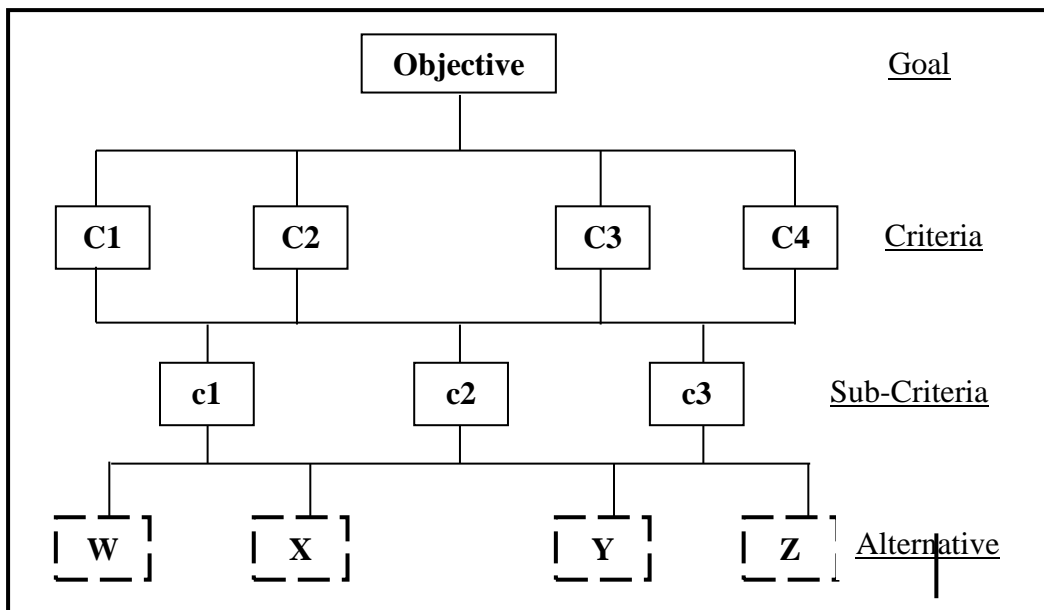 Objective Goal
C1 C2 C3 C4 Criteria
c1 c2 c3 Sub-Criteria
W X Y Z Alternative